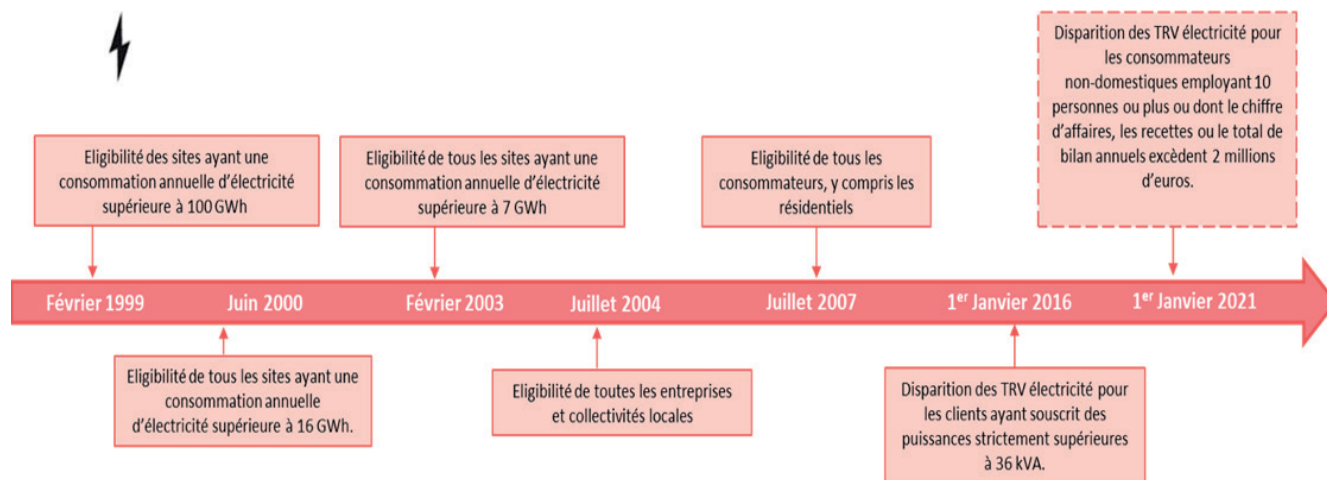 Eligibilité des sites ayant une
consommation annuelle d'électricité
supérieure à 100 GWh
Eligibilité de tous les sites ayant une
consommation annuelle d'électricité
supérieure à 7 GWh
Eligibilité de tous les
consommateurs, y compris les
résidentiels
Disparition des TRV électricité pour
les consommateurs
non-domestiques employant 10
personnes ou plus ou dont le chiffre
d'affaires, les recettes ou le total de
bilan annuels excèdent 2 millions
d'euros.
Février 1999
Juin 2000
Février 2003
Juillet 2004
Juillet 2007
1er Janvier 2016
1er Janvier 2021
Eligibilité de tous les sites ayant une
consommation annuelle
d'électricité supérieure à 16 GWh.
Eligibilité de toutes les entreprises
et collectivités locales
Disparition des TRV électricité pour
les clients ayant souscrit des
puissances strictement supérieures
à 36 kVA.